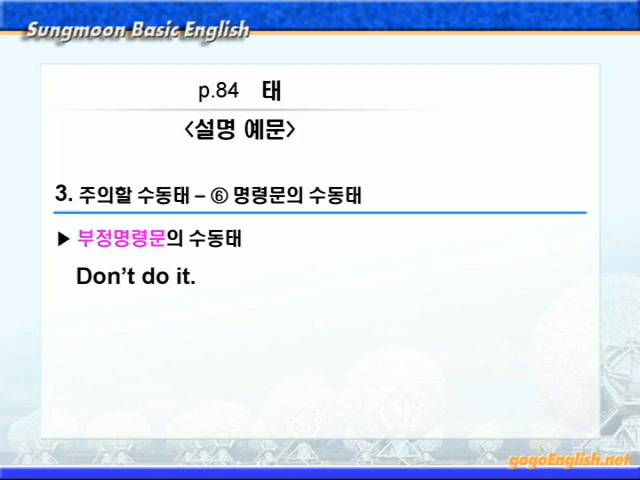 Sungmoon Basic English
p.84 태
<설명 예문>
3. 주의할 수동태 – ⑥ 명령문의 수동태
▶ 부정명령문의 수동태
Don't do it.
gogoEnglish.net